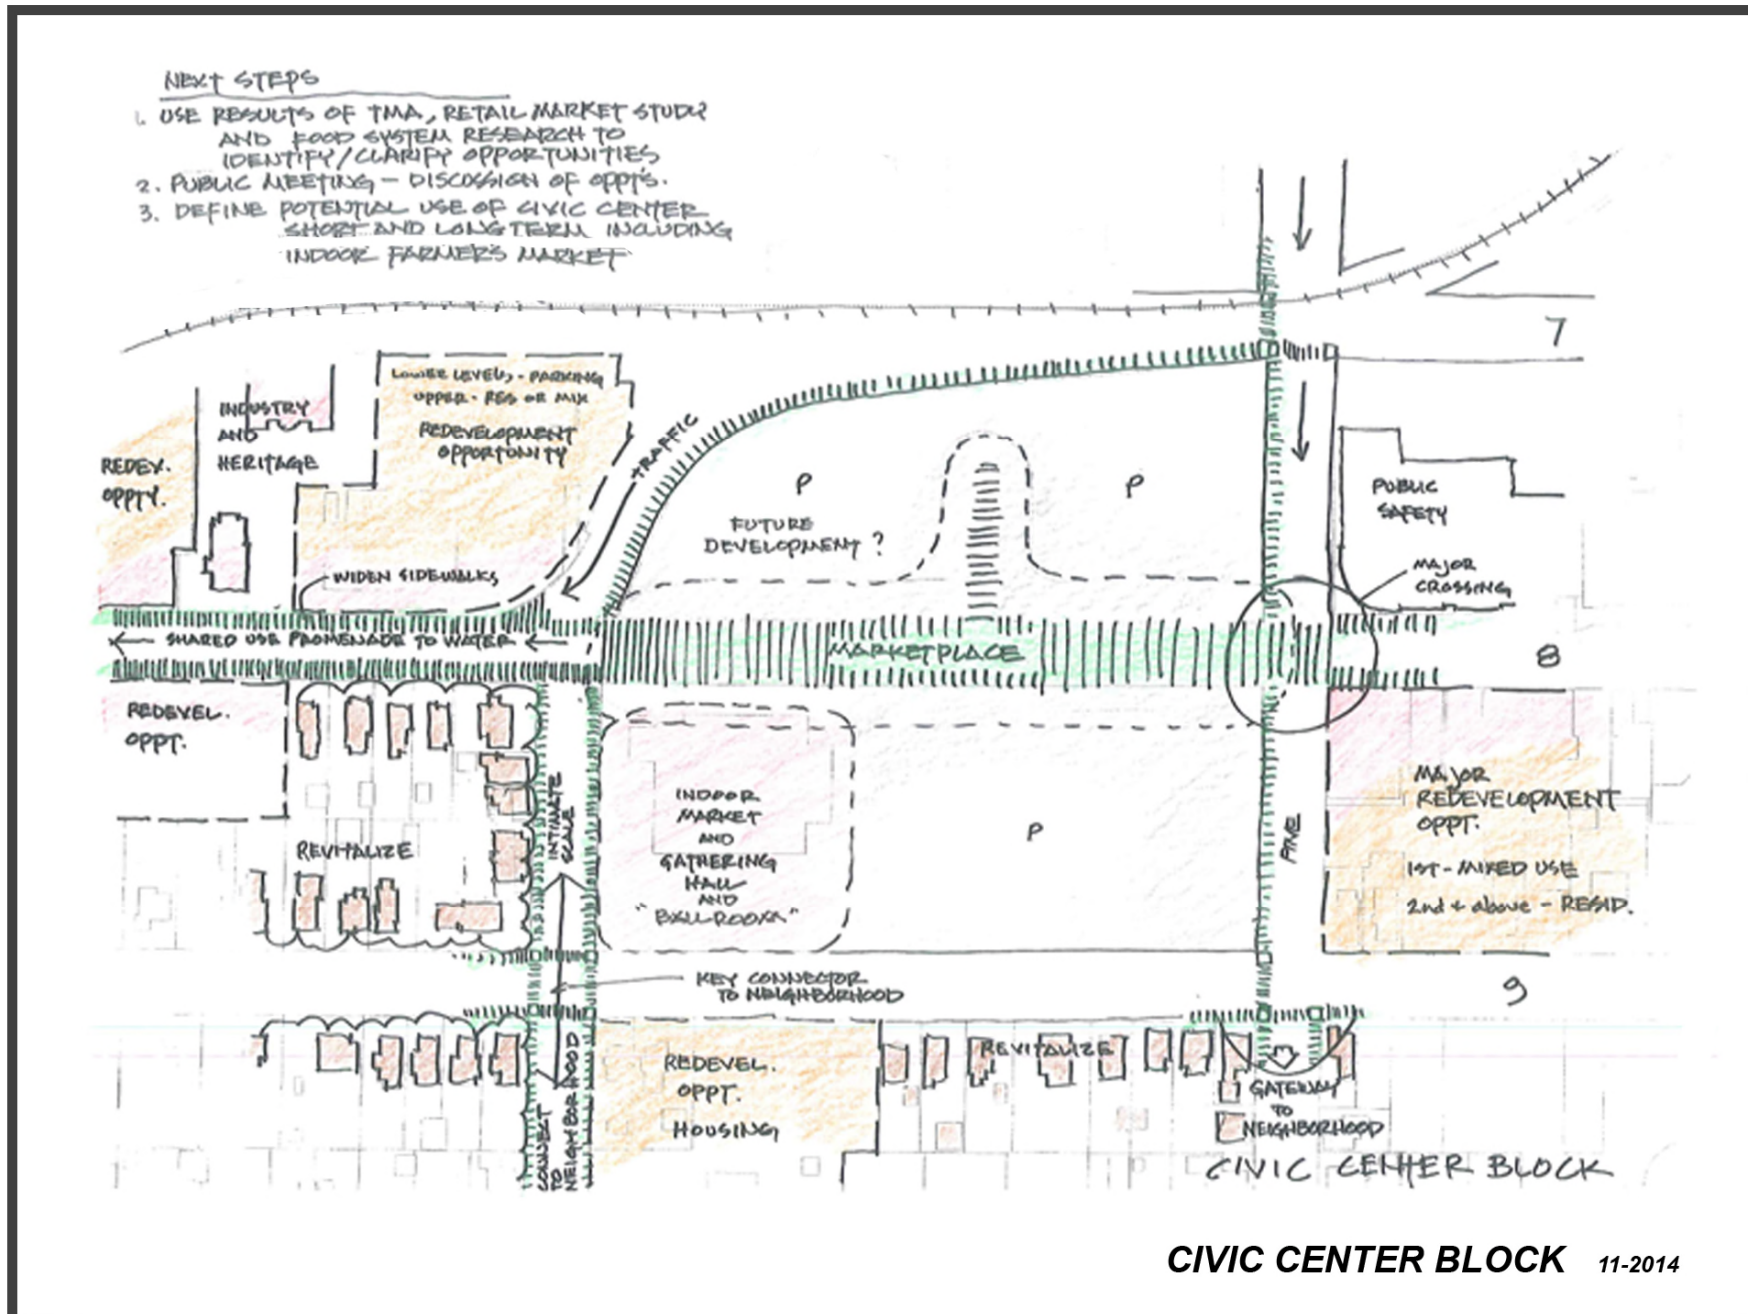 NEXT STEPS
1. USE RESULTS OF TMA, RETAIL MARKET STUDY
AND FOOD SYSTEM RESEARCH TO
IDENTIFY/CLARIFY OPPORTUNITIES
2. PUBLIC MEETING - DISCUSSION OF OPPT'S.
3. DEFINE POTENTIAL USE OF CIVIC CENTER
SHORT AND LONG TERM INCLUDING
INDOOR FARMER'S MARKET
7
LOWER LEVELS - PARKING
UPPER - RES OR MIX
REDEVELOPMENT
OPPORTUNITY
INDUSTRY
AND
HERITAGE
REDEV.
OPPTY.
TRAFFIC
P
P
FUTURE
DEVELOPMENT ?
PUBLIC
SAFETY
MAJOR
CROSSING
WIDEN SIDEWALKS
SHARED USE PROMENADE TO WATER
MARKETPLACE
8
REDEVEL.
OPPT.
REVITALIZE
INTIMATE
SCALE
INDOOR
MARKET
AND
GATHERING
HALL
AND
"BALLROOM"
P
PINE
MAJOR
REDEVELOPMENT
OPPT.
1ST - MIXED USE
2nd + above - RESID.
KEY CONNECTOR
TO NEIGHBORHOOD
9
CONNECT
TO
NEIGHBORHOOD
REDEVEL.
OPPT.
HOUSING
REVITALIZE
GATEWAY
TO
NEIGHBORHOOD
CIVIC CENTER BLOCK
CIVIC CENTER BLOCK 11-2014